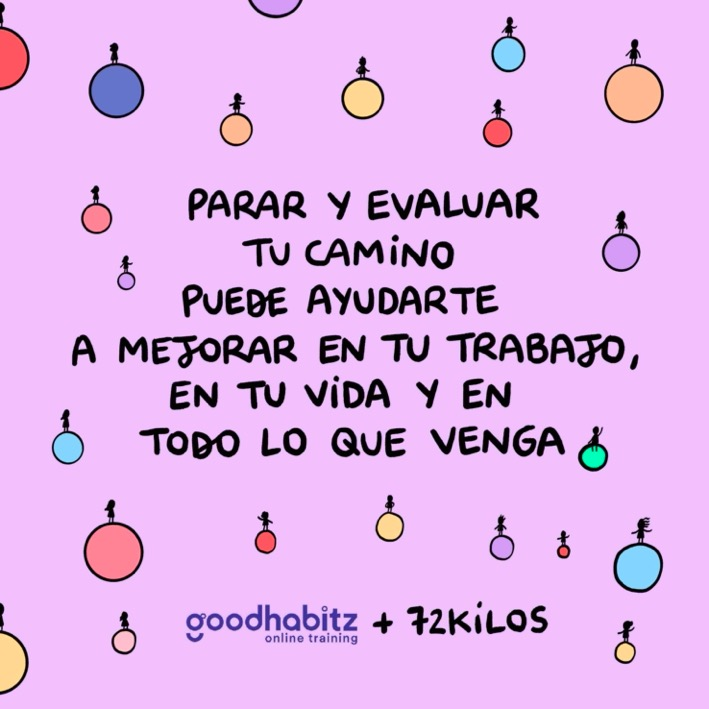 PARAR Y EVALUAR
TU CAMINO
PUEDE AYUDARTE
A MEJORAR EN TU TRABAJO,
EN TU VIDA Y EN
TODO LO QUE VENGA
goodhabitz + 72KILOS
online training